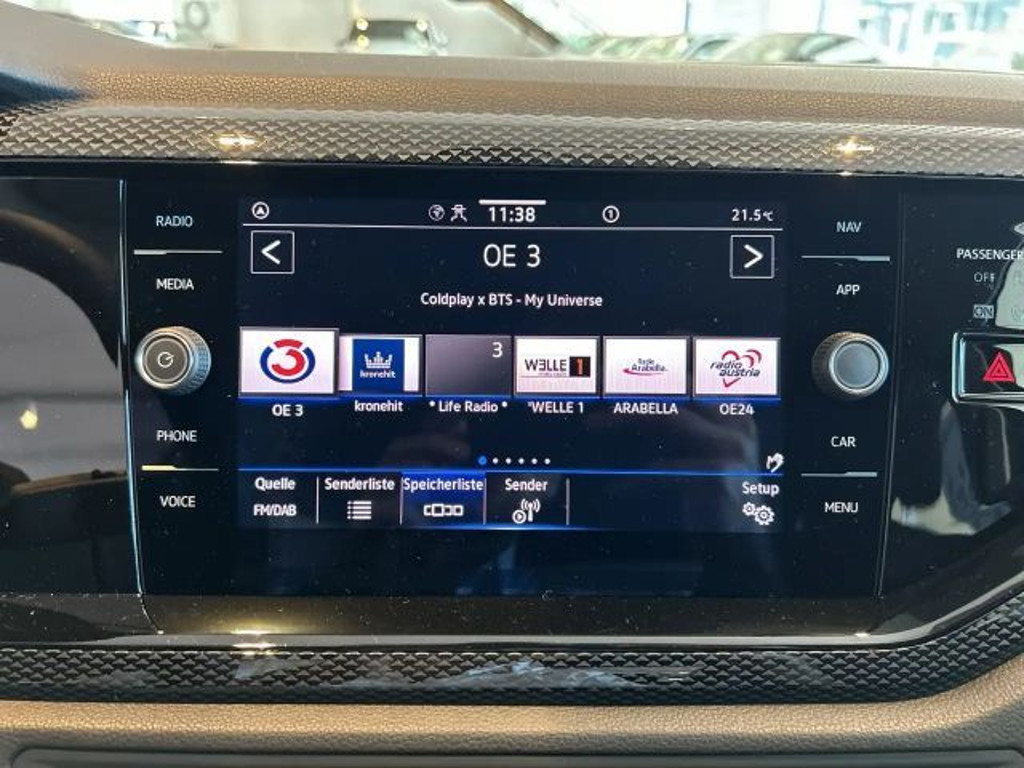 RADIO
MEDIA
PHONE
VOICE
11:38
1
21.5°C
OE 3
Coldplay x BTS - My Universe
3
kronehit
3
WELLE 1
Radio Arabella
radio austria
OE 3
kronehit
* Life Radio *
'WELLE 1
ARABELLA
OE24
Quelle
FM/DAB
Senderliste
Speicherliste
Sender
Setup
NAV
APP
CAR
MENU
PASSENGER
OFF
ON